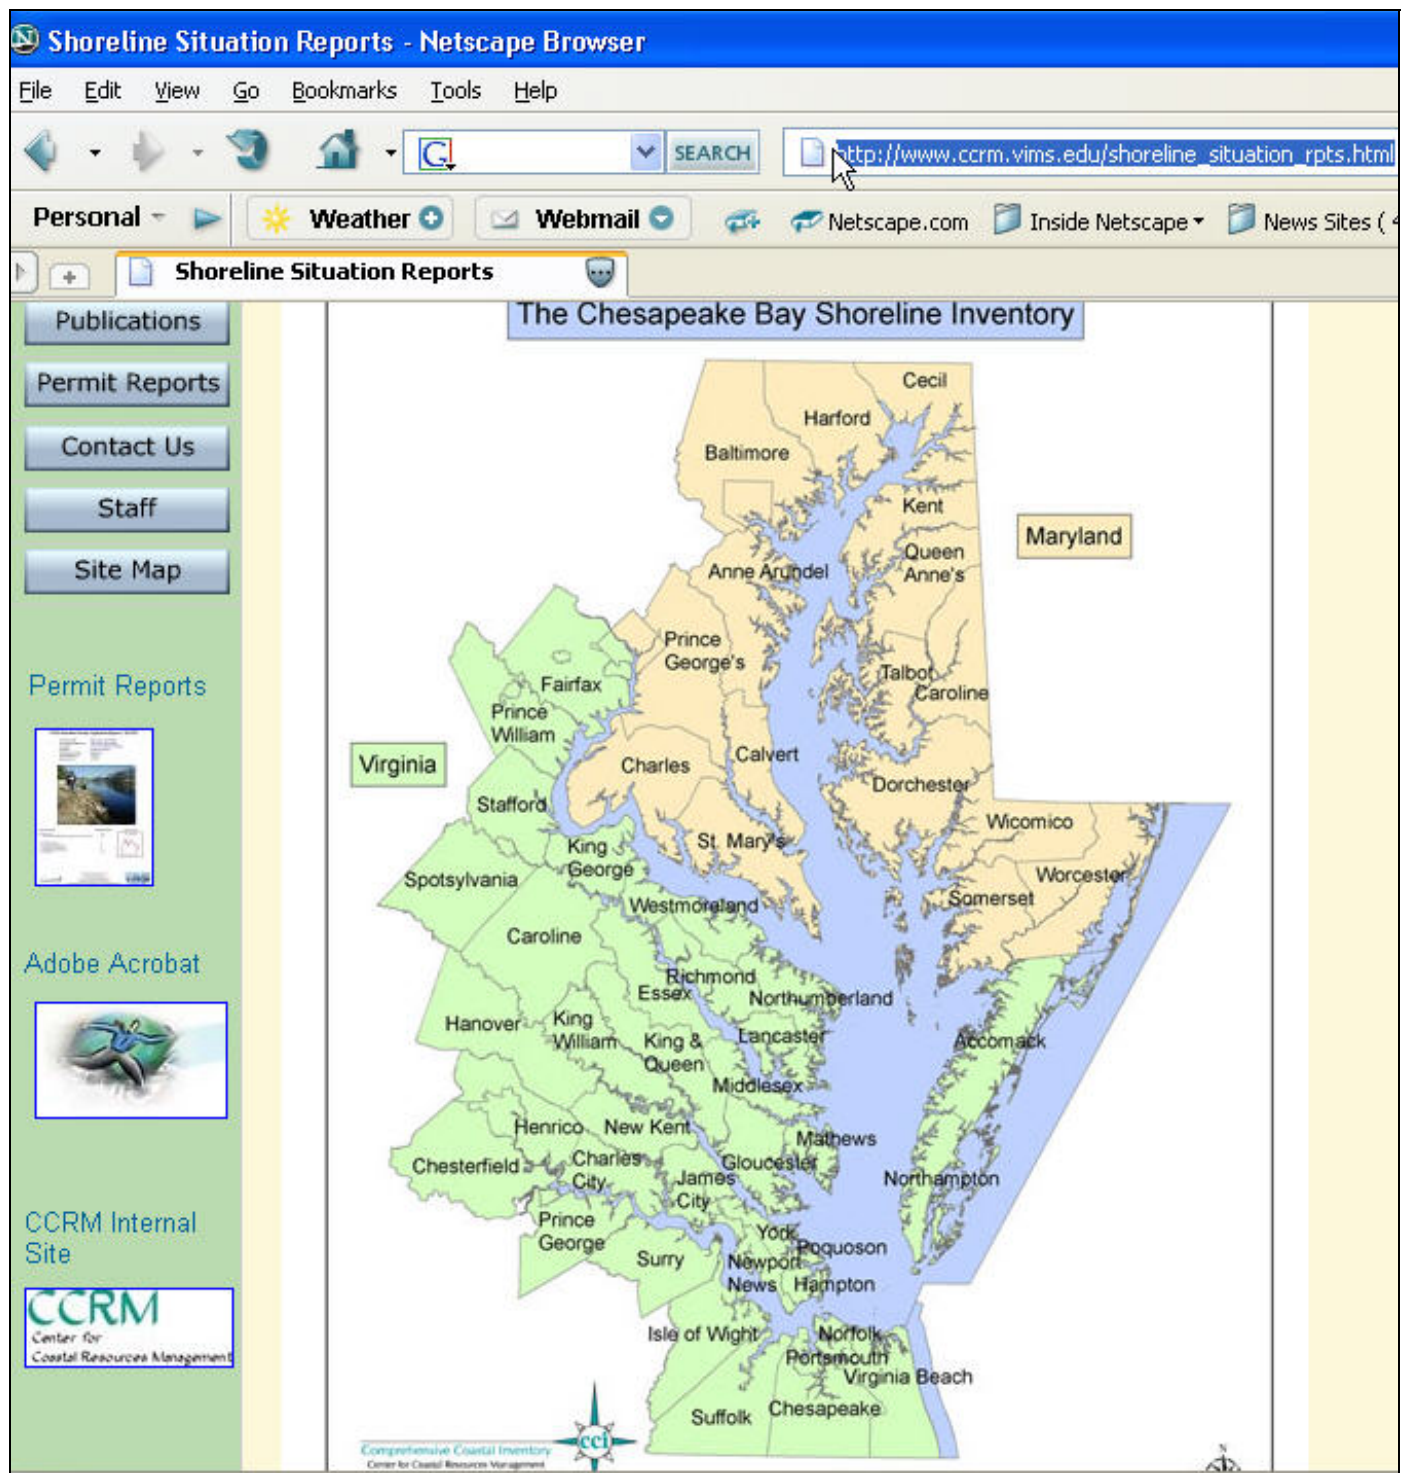 Shoreline Situation Reports - Netscape Browser
File Edit View Go Bookmarks Tools Help
G SEARCH http://www.ccrm.vims.edu/shoreline_situation_rpts.html
Personal Weather Webmail Netscape.com Inside Netscape News Sites ( 4
Shoreline Situation Reports
Publications
Permit Reports
Contact Us
Staff
Site Map
Permit Reports
Adobe Acrobat
CCRM Internal
Site
CCRM
Center for
Coastal Resources Management
The Chesapeake Bay Shoreline Inventory
Cecil
Harford
Baltimore
Kent
Maryland
Queen
Anne's
Anne Arundel
Prince
George's
Talbot
Fairfax
Caroline
Prince
William
Calvert
Virginia
Charles
Dorchester
Stafford
Wicomico
King
George
St. Mary's
Worcester
Spotsylvania
Somerset
Westmoreland
Caroline
Richmond
Essex
Northumberland
Hanover
King
William
King &
Queen
Lancaster
Accomack
Middlesex
Henrico
New Kent
Mathews
Chesterfield
Charles
City
Gloucester
James
City
Northampton
Prince
George
York
Poquoson
Surry
Newport
News
Hampton
Isle of Wight
Norfolk
Portsmouth
Virginia Beach
Suffolk
Chesapeake
Comprehensive Coastal Inventory
Center for Coastal Resources Management
cci
N